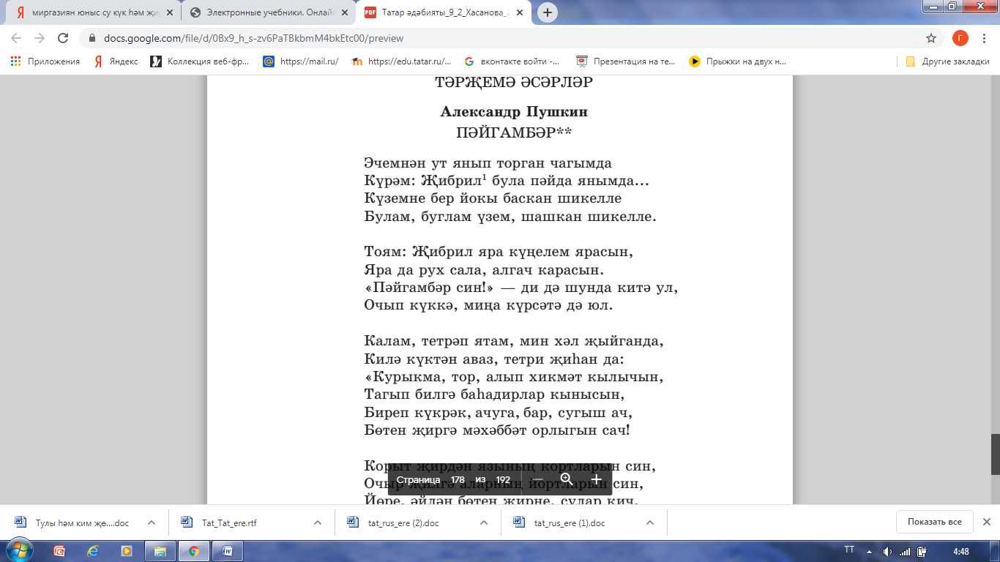 миргазиян юныс су күк һәм җи
Электронные учебники. Онлайн
Татар әдәбияты_9_2_Хасанова_2
docs.google.com/file/d/0Bx9_h_s-zv6PaTBkbmM4bkEtc00/preview
Г
Приложения
Яндекс
Коллекция веб-фр...
https://mail.ru/
https://edu.tatar.ru/...
вконтакте войти -...
Презентация на те...
Прыжки на двух н...
Другие закладки
ТӘРҖЕМӘ ӘСӘРЛӘР
Александр Пушкин
ПӘЙГАМБӘР**
Эчемнән ут янып торган чагымда
Күрәм: Җибрил¹ була пәйда янымда...
Күземне бер йокы баскан шикелле
Булам, буглам үзем, шашкан шикелле.
Тоям: Җибрил яра күңелем ярасын,
Яра да рух сала, алгач карасын.
«Пәйгамбәр син!» — ди дә шунда китә ул,
Очып күккә, миңа күрсәтә дә юл.
Калам, тетрәп ятам, мин хәл җыйганда,
Килә күктән аваз, тетри җиһан да:
«Курыкма, тор, алып хикмәт кылычын,
Тагып билгә баһадирлар кынысын,
Биреп күкрәк, ачуга, бар, сугыш ач,
Бөтен җиргә мәхәббәт орлыгын сач!
Корыт җирдән язының кортларын син,
Очыр җилгә аларның йортларын син,
Йөре, әйлән бөтен җирне, сулар кич,
Страница 178 из 192
Тулы һәм ким җө....doc
Tat_Tat_ere.rtf
tat_rus_ere (2).doc
tat_rus_ere (1).doc
Показать все
TT
4:48